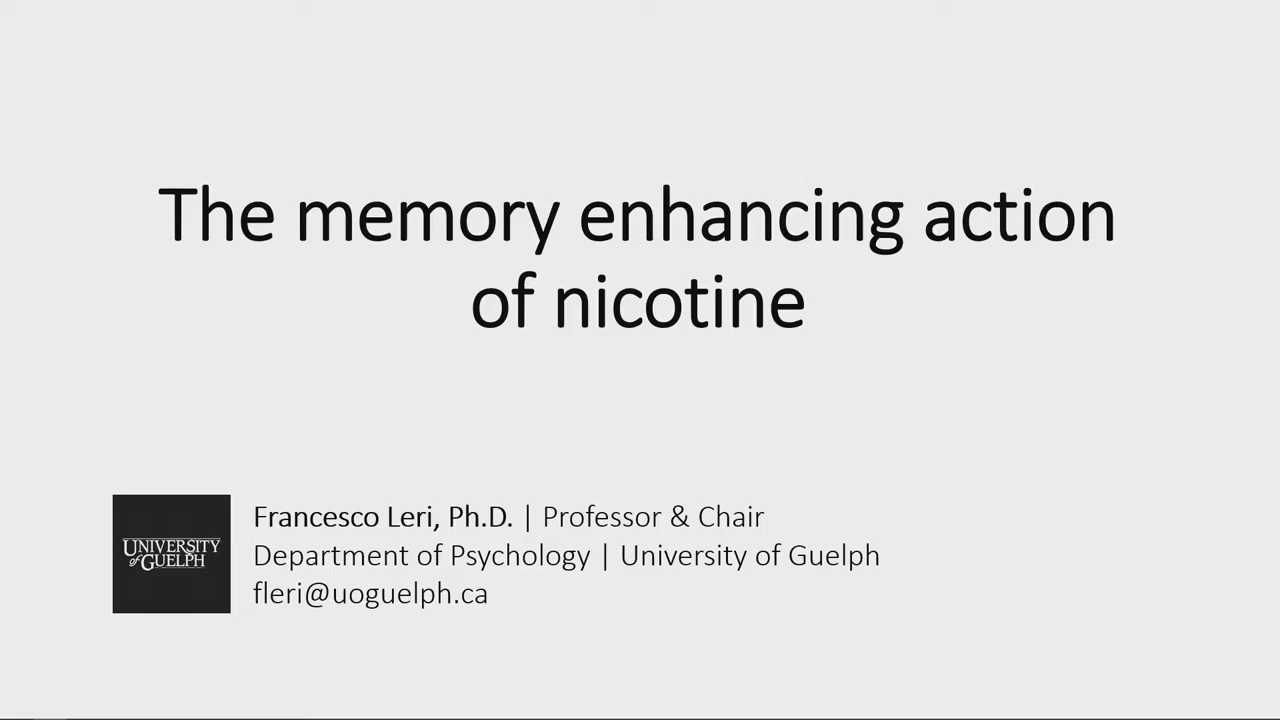 The memory enhancing action
of nicotine
UNIVERSITY
of GUELPH
Francesco Leri, Ph.D. | Professor & Chair
Department of Psychology | University of Guelph
fleri@uoguelph.ca